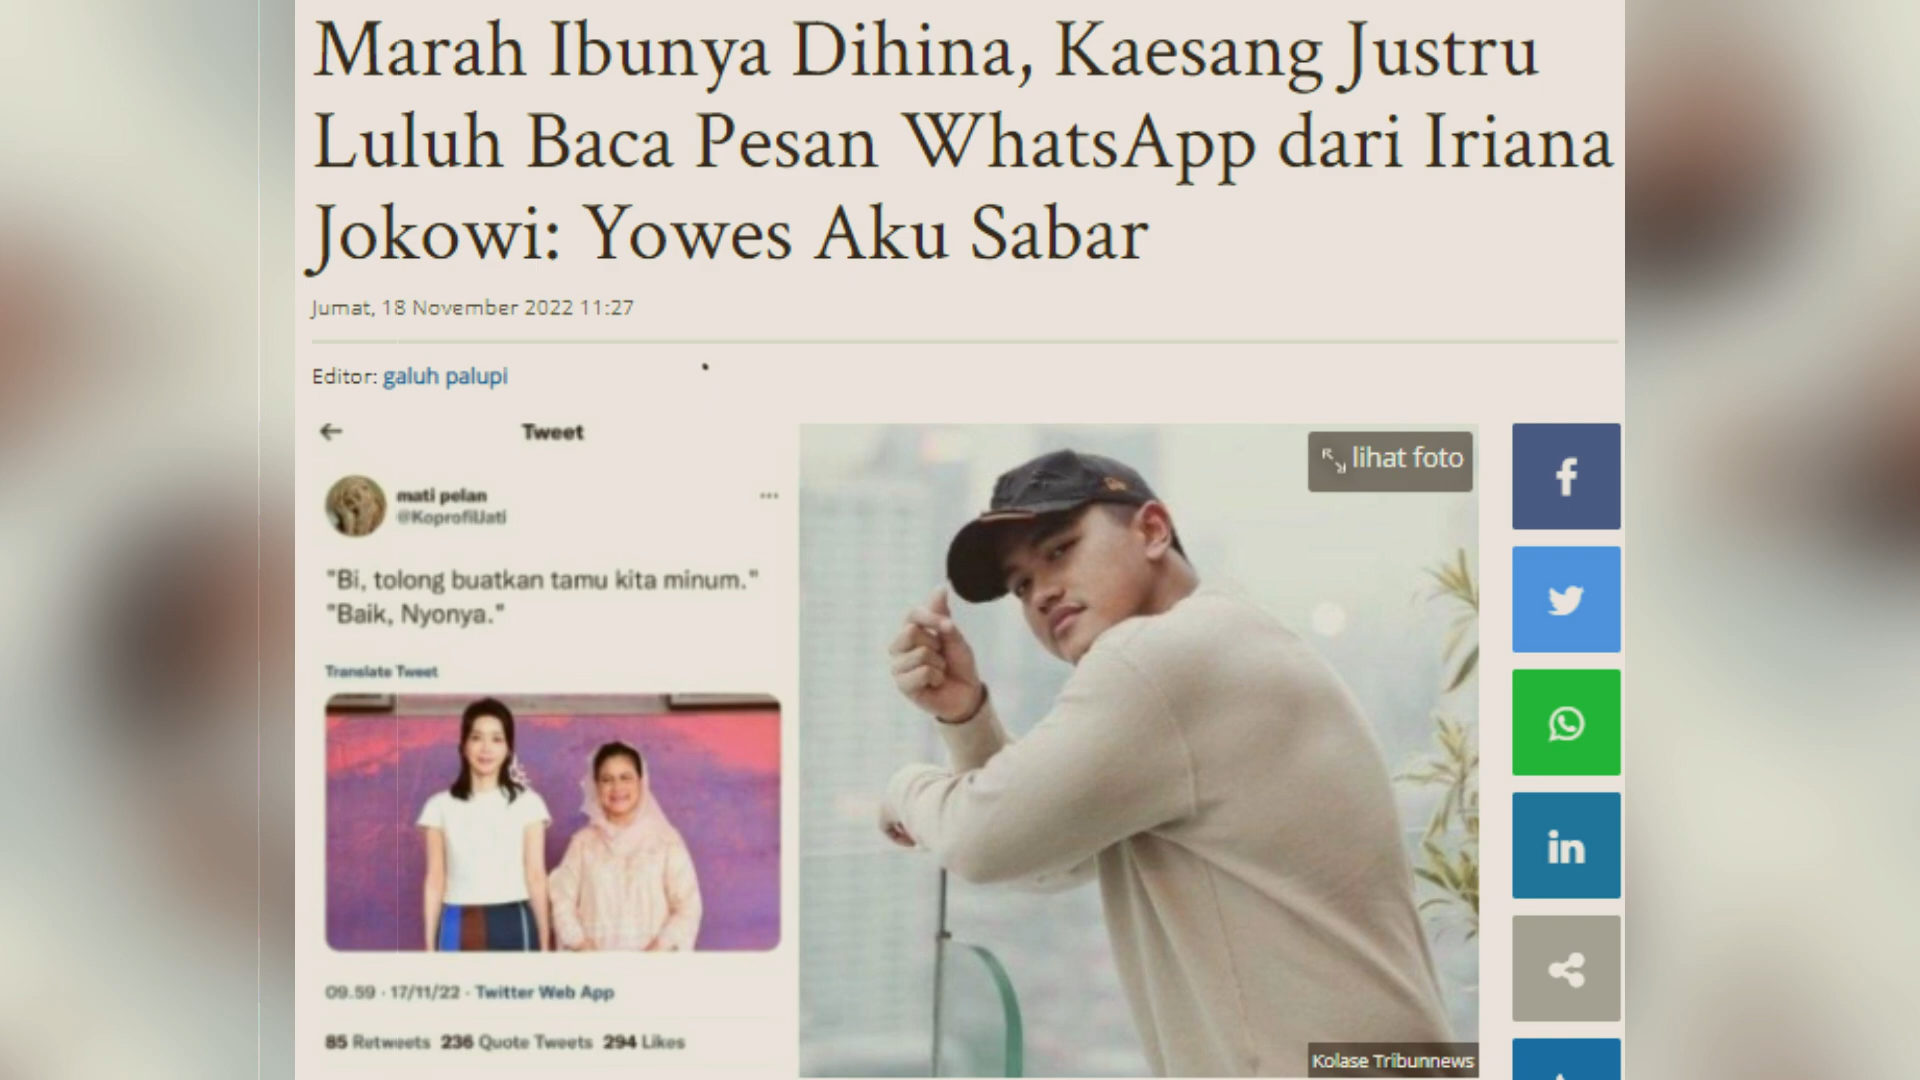 Marah Ibunya Dihina, Kaesang Justru
Luluh Baca Pesan WhatsApp dari Iriana
Jokowi: Yowes Aku Sabar
Jumat, 18 November 2022 11:27
Editor: galuh palupi
Tweet
mati pelan
@KoprofilJati
"Bi, tolong buatkan tamu kita minum."
"Baik, Nyonya."
Translate Tweet
09.59 · 17/11/22 · Twitter Web App
85 Retweets 236 Quote Tweets 294 Likes
lihat foto
Kolase Tribunnews